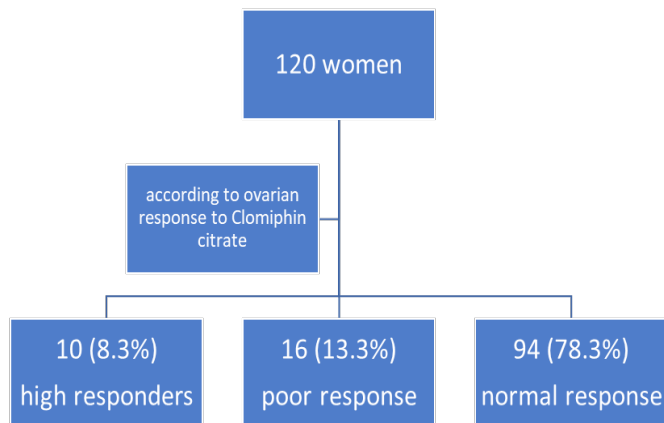 120 women
according to ovarian
response to Clomiphin
citrate
10 (8.3%)
high responders
16 (13.3%)
poor response
94 (78.3%)
normal response